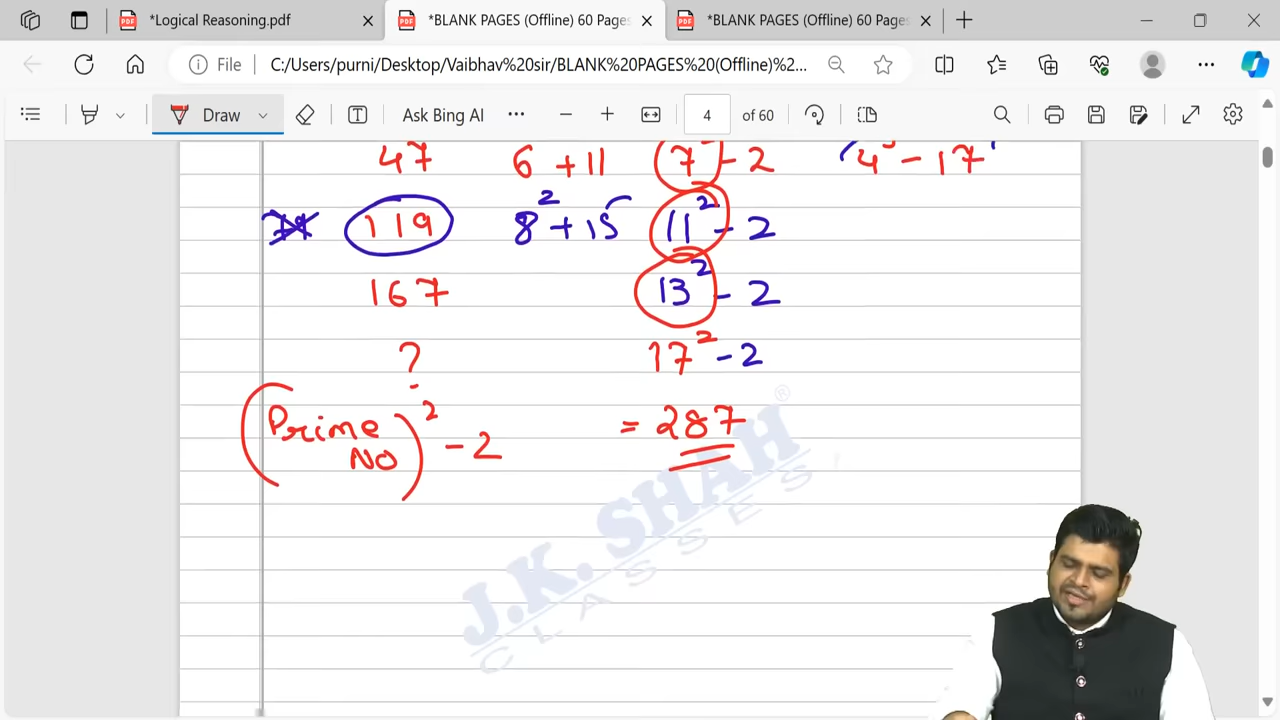 *Logical Reasoning.pdf
*BLANK PAGES (Offline) 60 Pages
*BLANK PAGES (Offline) 60 Pages
File C:/Users/purni/Desktop/Vaibhav%20sir/BLANK%20PAGES%20(Offline)%2...
Draw Ask Bing AI 4 of 60
47 6 + 11 7² - 2 4³ - 17
119 8² + 15 11² - 2
167 13² - 2
? 17² - 2
(Prime No)² - 2 = 287
J.K. SHAH®
CLASSES